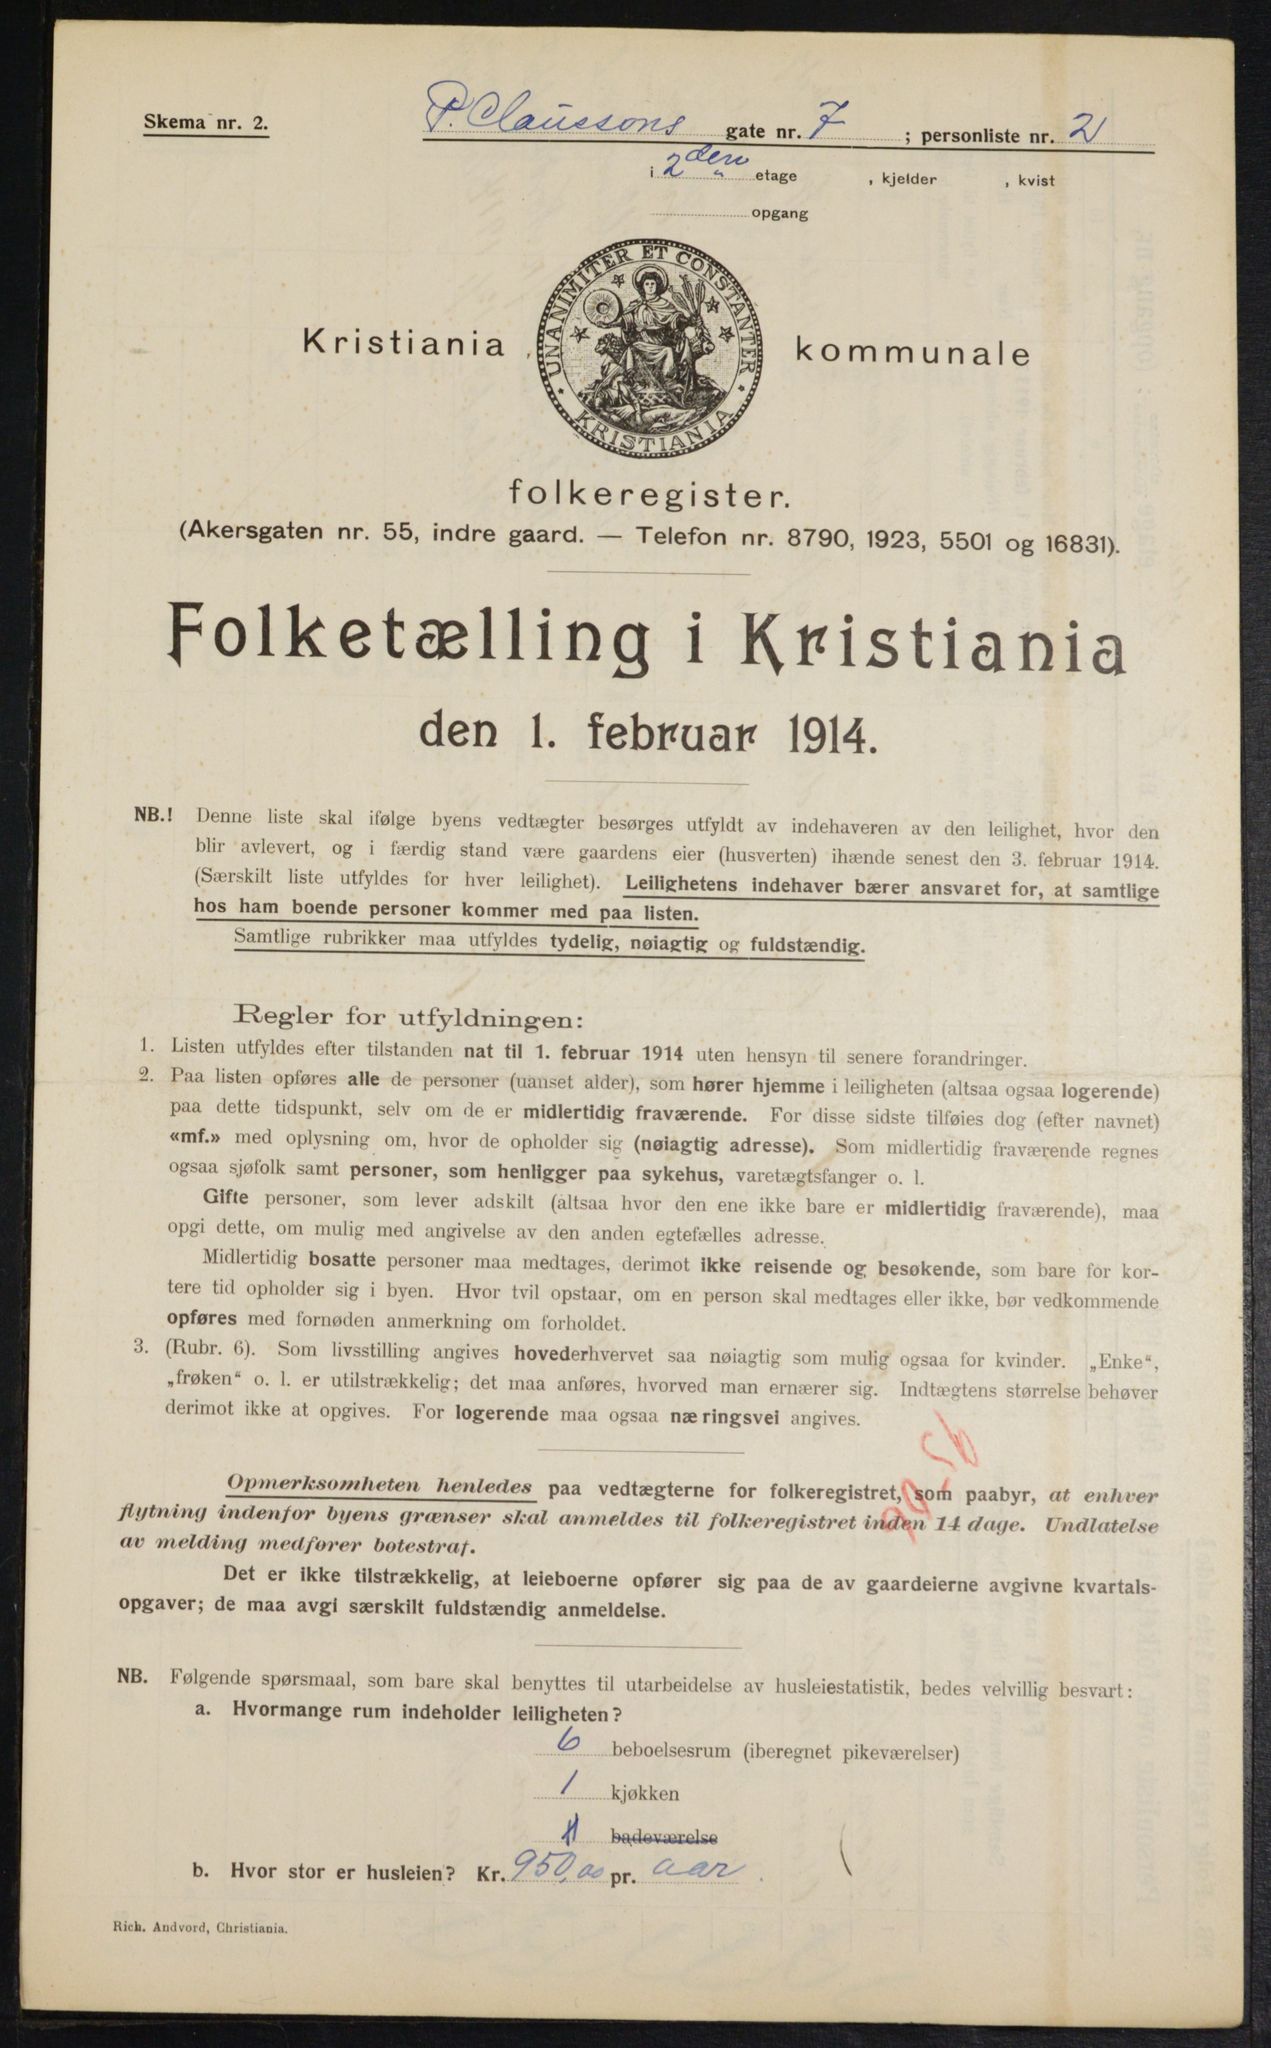 Skema nr. 2.
P. Claussons gate nr. 7 ; personliste nr. 2
i 2den etage , kjelder , kvist
opgang
UNANIMITER ET CONSTANTER
KRISTIANIA
Kristiania kommunale
folkeregister.
(Akersgaten nr. 55, indre gaard. — Telefon nr. 8790, 1923, 5501 og 16831).
Folketælling i Kristiania
den 1. februar 1914.
NB.! Denne liste skal ifølge byens vedtægter besørges utfyldt av indehaveren av den leilighet, hvor den
blir avlevert, og i færdig stand være gaardens eier (husverten) ihænde senest den 3. februar 1914.
(Særskilt liste utfyldes for hver leilighet). Leilighetens indehaver bærer ansvaret for, at samtlige
hos ham boende personer kommer med paa listen.
Samtlige rubrikker maa utfyldes tydelig, nøiagtig og fuldstændig.
Regler for utfyldningen:
1. Listen utfyldes efter tilstanden nat til 1. februar 1914 uten hensyn til senere forandringer.
2. Paa listen opføres alle de personer (uanset alder), som hører hjemme i leiligheten (altsaa ogsaa logerende)
paa dette tidspunkt, selv om de er midlertidig fraværende. For disse sidste tilføies dog (efter navnet)
«mf.» med oplysning om, hvor de opholder sig (nøiagtig adresse). Som midlertidig fraværende regnes
ogsaa sjøfolk samt personer, som henligger paa sykehus, varetægtsfanger o. l.
Gifte personer, som lever adskilt (altsaa hvor den ene ikke bare er midlertidig fraværende), maa
opgi dette, om mulig med angivelse av den anden egtefælles adresse.
Midlertidig bosatte personer maa medtages, derimot ikke reisende og besøkende, som bare for kor-
tere tid opholder sig i byen. Hvor tvil opstaar, om en person skal medtages eller ikke, bør vedkommende
opføres med fornøden anmerkning om forholdet.
3. (Rubr. 6). Som livsstilling angives hovederhvervet saa nøiagtig som mulig ogsaa for kvinder. „Enke“,
„frøken“ o. l. er utilstrækkelig; det maa anføres, hvorved man ernærer sig. Indtægtens størrelse behøver
derimot ikke at opgives. For logerende maa ogsaa næringsvei angives.
Opmerksomheten henledes paa vedtægterne for folkeregistret, som paabyr, at enhver
flytning indenfor byens grænser skal anmeldes til folkeregistret inden 14 dage. Undlatelse
av melding medfører bøtestraf.
Det er ikke tilstrækkelig, at leieboerne opfører sig paa de av gaardeierne avgivne kvartals-
opgaver; de maa avgi særskilt fuldstændig anmeldelse.
NB. Følgende spørsmaal, som bare skal benyttes til utarbeidelse av husleiestatistik, bedes velvillig besvart:
a. Hvormange rum indeholder leiligheten?
6 beboelsesrum (iberegnet pikeværelser)
1 kjøkken
badeværelse
b. Hvor stor er husleien? Kr. 950,00 pr. aar
Rich. Andvord, Christiania.